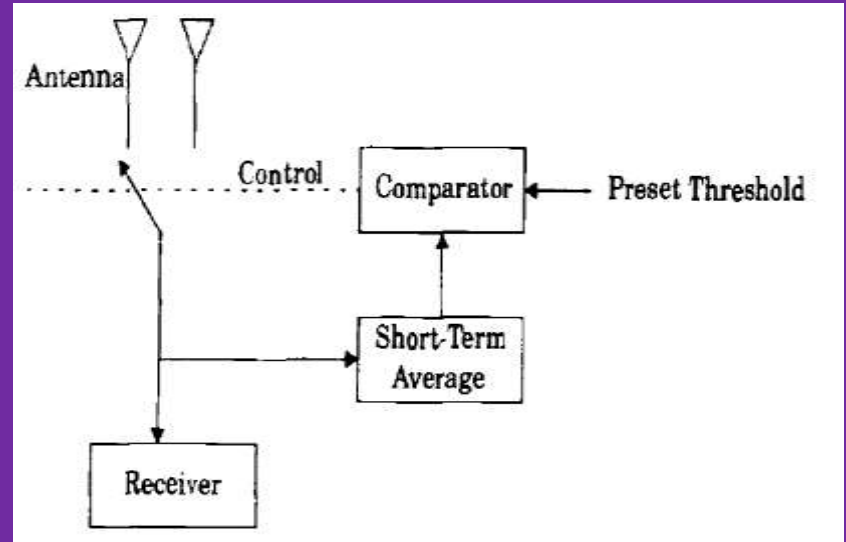 Antenna
Control
Comparator
Preset Threshold
Short-Term
Average
Receiver